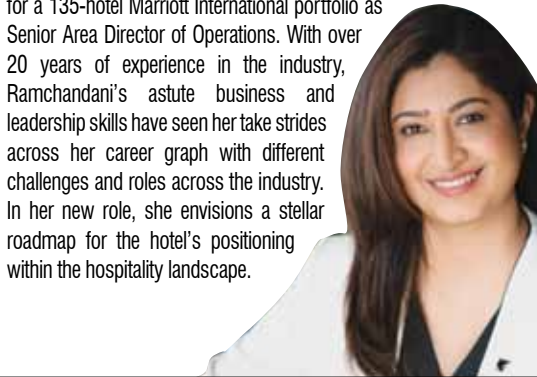 for a 135-hotel Marriott International portfolio as
Senior Area Director of Operations. With over
20 years of experience in the industry,
Ramchandani's astute business and
leadership skills have seen her take strides
across her career graph with different
challenges and roles across the industry.
In her new role, she envisions a stellar
roadmap for the hotel's positioning
within the hospitality landscape.